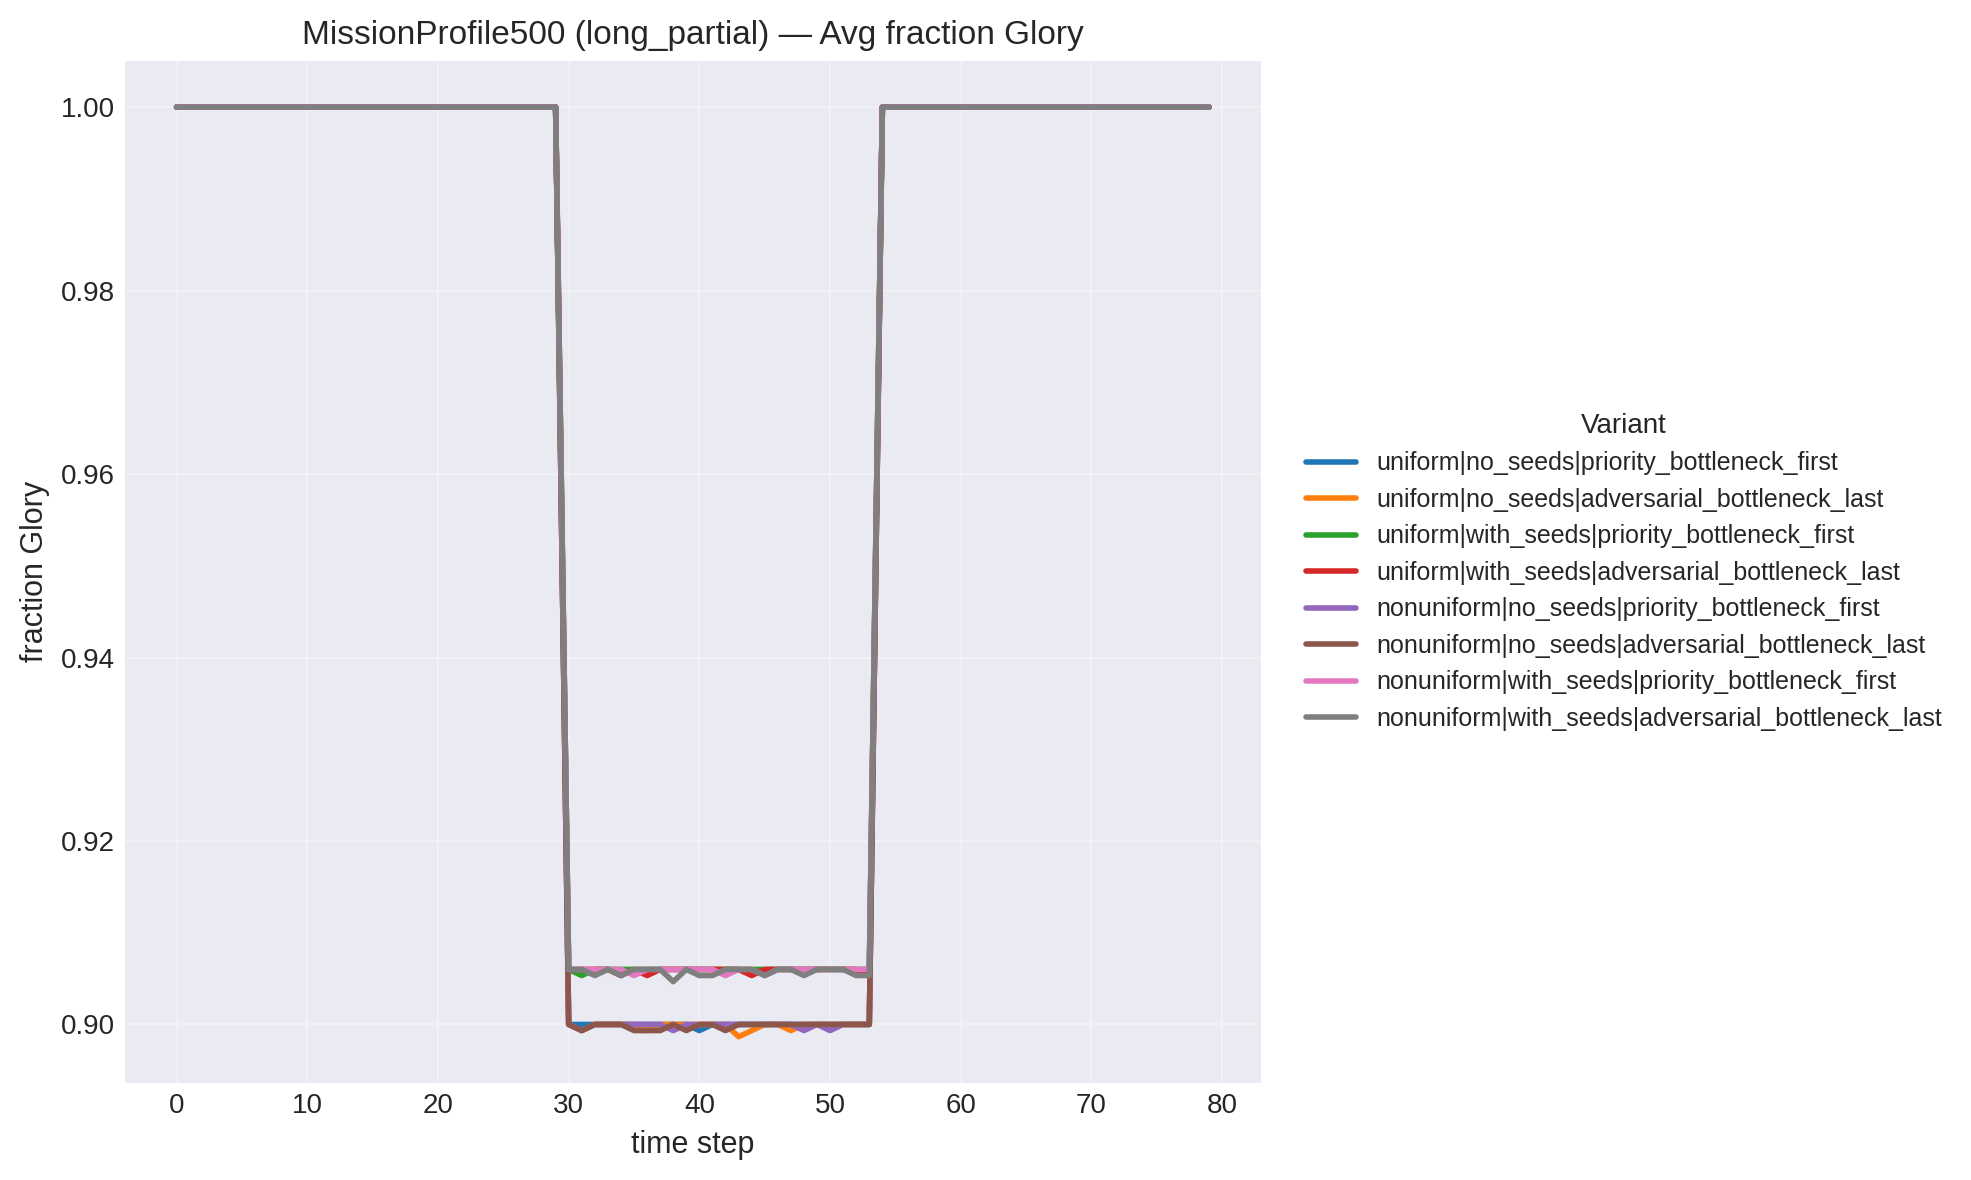 MissionProfile500 (long_partial) — Avg fraction Glory
1.00
0.98
0.96
0.94
0.92
0.90
fraction Glory
0 10 20 30 40 50 60 70 80
time step
Variant
uniform|no_seeds|priority_bottleneck_first
uniform|no_seeds|adversarial_bottleneck_last
uniform|with_seeds|priority_bottleneck_first
uniform|with_seeds|adversarial_bottleneck_last
nonuniform|no_seeds|priority_bottleneck_first
nonuniform|no_seeds|adversarial_bottleneck_last
nonuniform|with_seeds|priority_bottleneck_first
nonuniform|with_seeds|adversarial_bottleneck_last